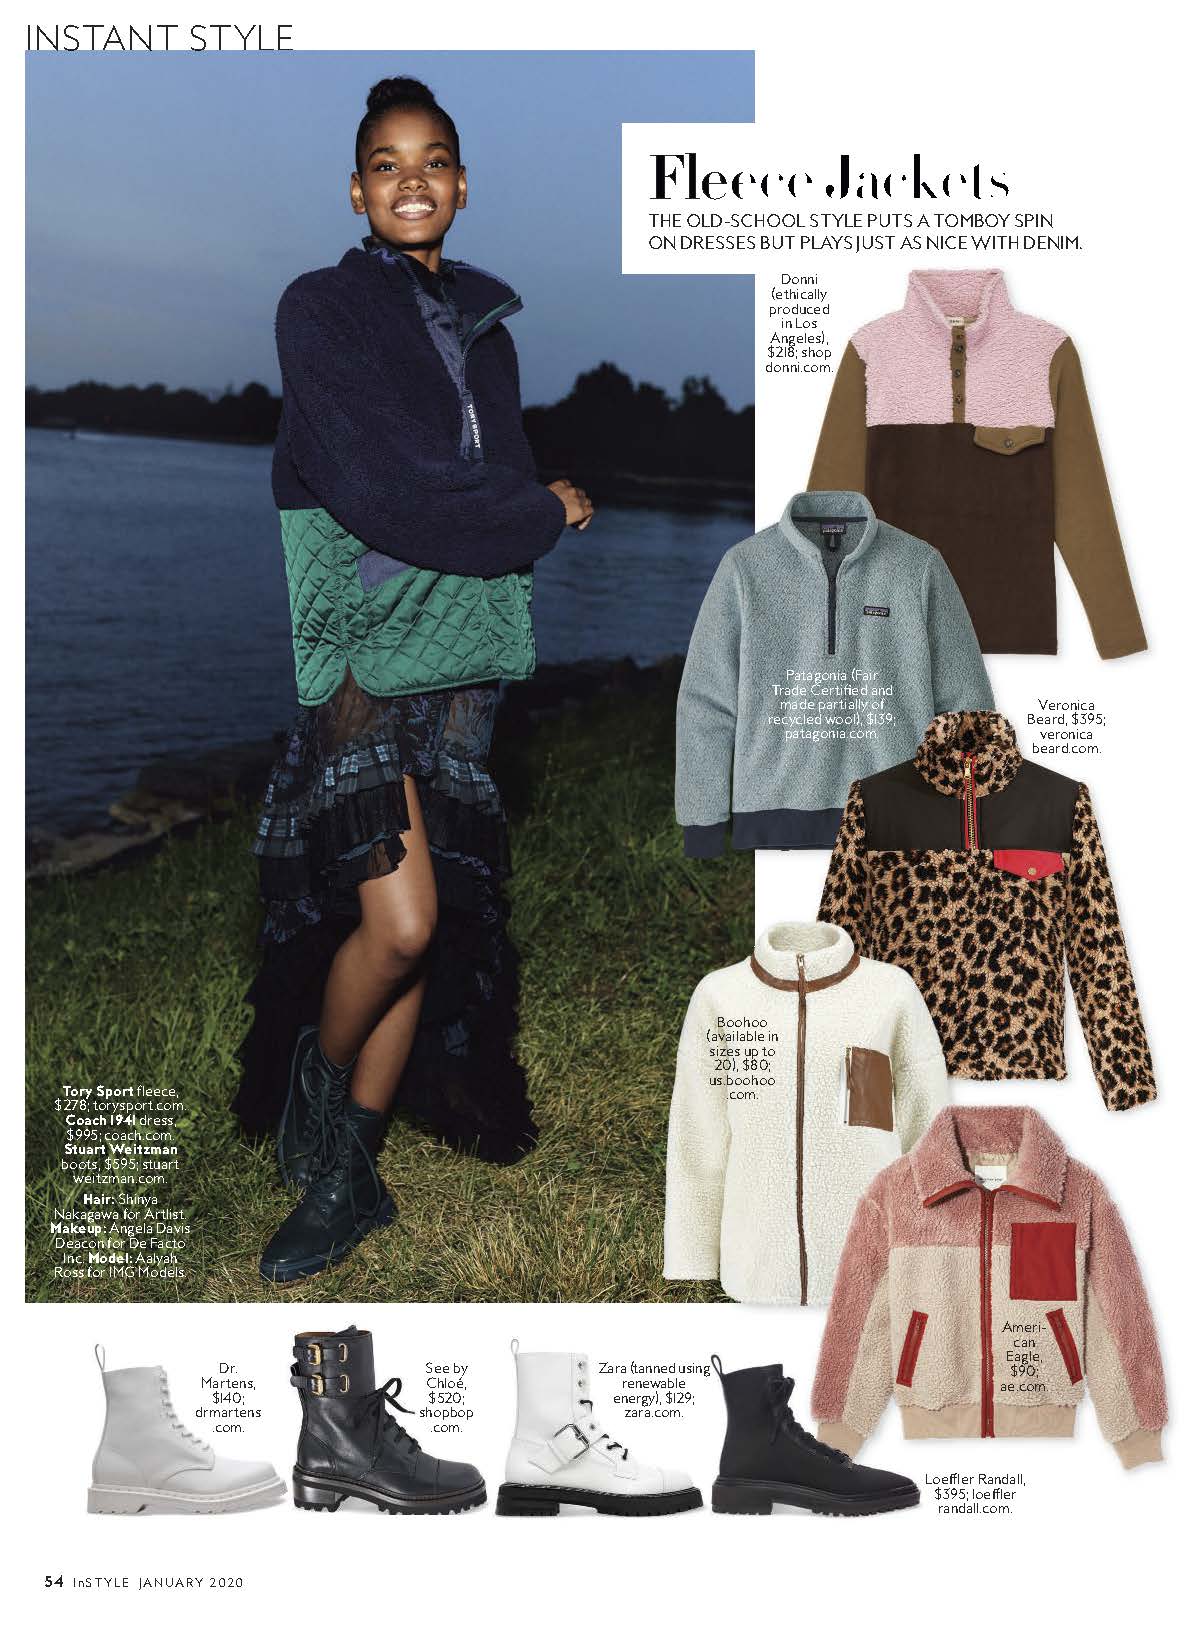 INSTANT STYLE
Fleece Jackets
THE OLD-SCHOOL STYLE PUTS A TOMBOY SPIN
ON DRESSES BUT PLAYS JUST AS NICE WITH DENIM.
Donni
(ethically
produced
in Los
Angeles),
$218; shop
donni.com.
TORY SPORT
patagonia
patagonia
Patagonia (Fair
Trade Certified and
made partially of
recycled wool), $139;
patagonia.com.
Veronica
Beard, $395;
veronica
beard.com.
Boohoo
(available in
sizes up to
20), $80;
us.boohoo
.com.
Tory Sport fleece,
$278; torysport.com.
Coach 1941 dress,
$995; coach.com.
Stuart Weitzman
boots, $595; stuart
weitzman.com.
Hair: Shinya
Nakagawa for Artlist.
Makeup: Angela Davis
Deacon for De Facto
Inc. Model: Aalyah
Ross for IMG Models.
Ameri-
can
Eagle,
$90;
ae.com.
Dr.
Martens,
$140;
drmartens
.com.
See by
Chloé,
$520;
shopbop
.com.
Zara (tanned using
renewable
energy), $129;
zara.com.
Loeffler Randall,
$395; loeffler
randall.com.
54 InSTYLE JANUARY 2020